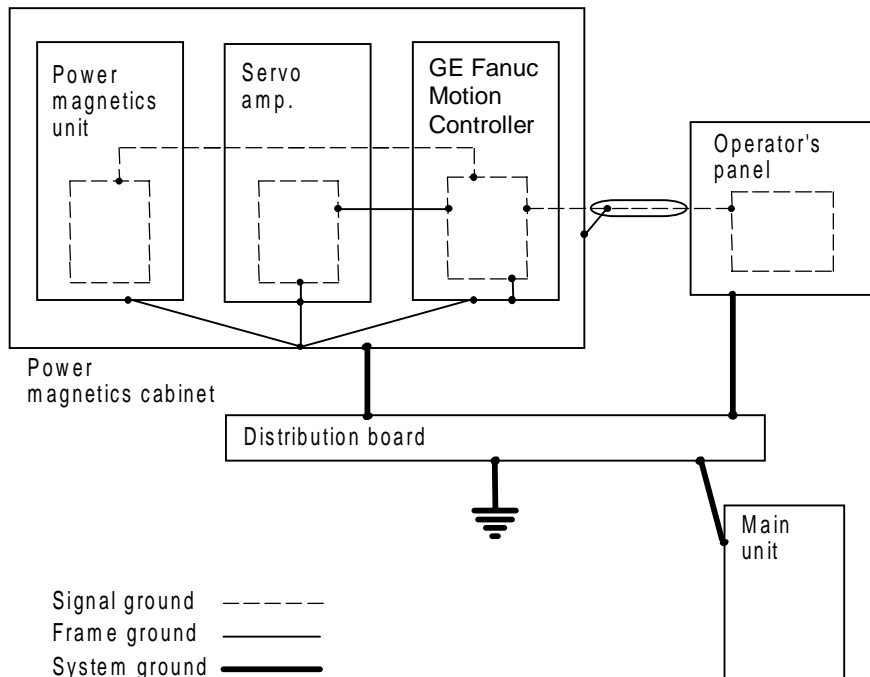 Power
magnetics
unit
Servo
amp.
GE Fanuc
Motion
Controller
Operator's
panel
Power
magnetics cabinet
Distribution board
Main
unit
Signal ground
Frame ground
System ground